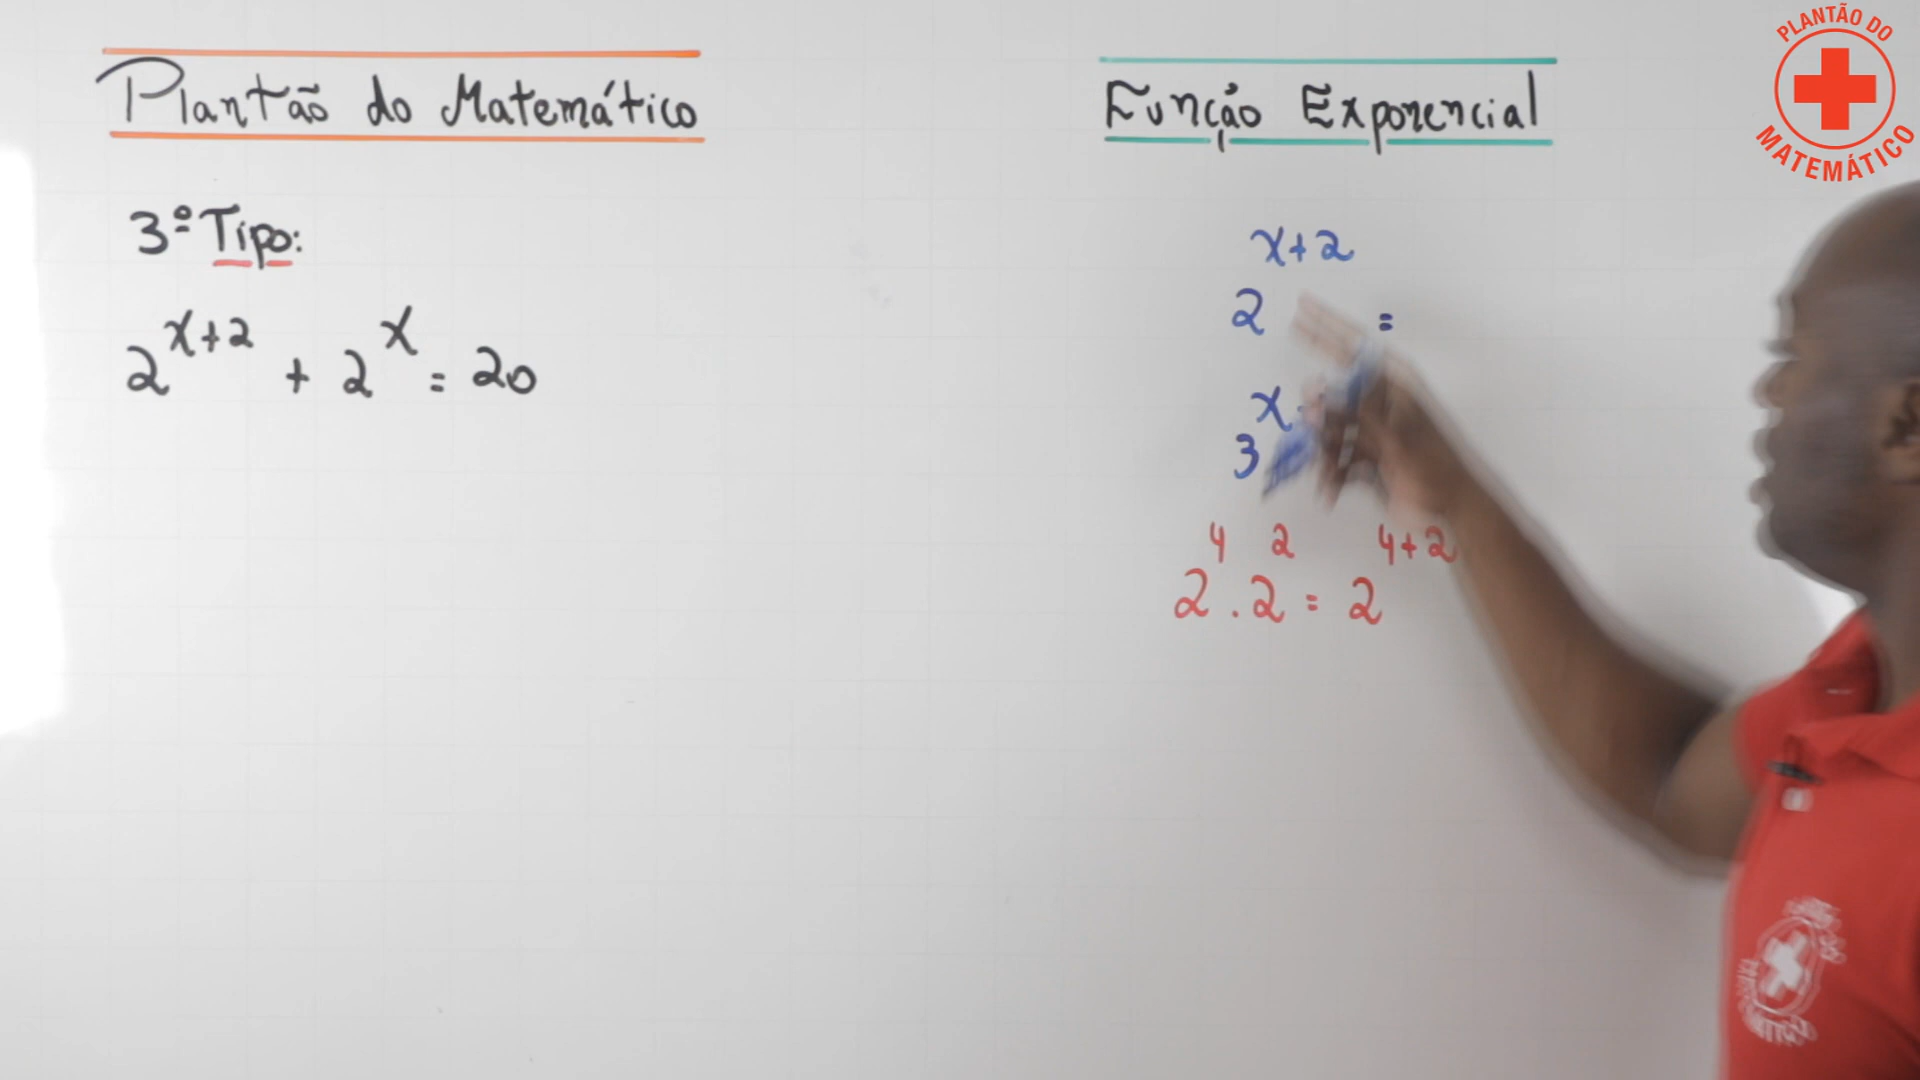 Plantão do Matemático
3º Tipo:
2^{x+2} + 2^x = 20
Função Exponencial
2^{x+2} =
3^x
2^4 . 2^2 = 2^{4+2}
PLANTÃO DO
MATEMÁTICO